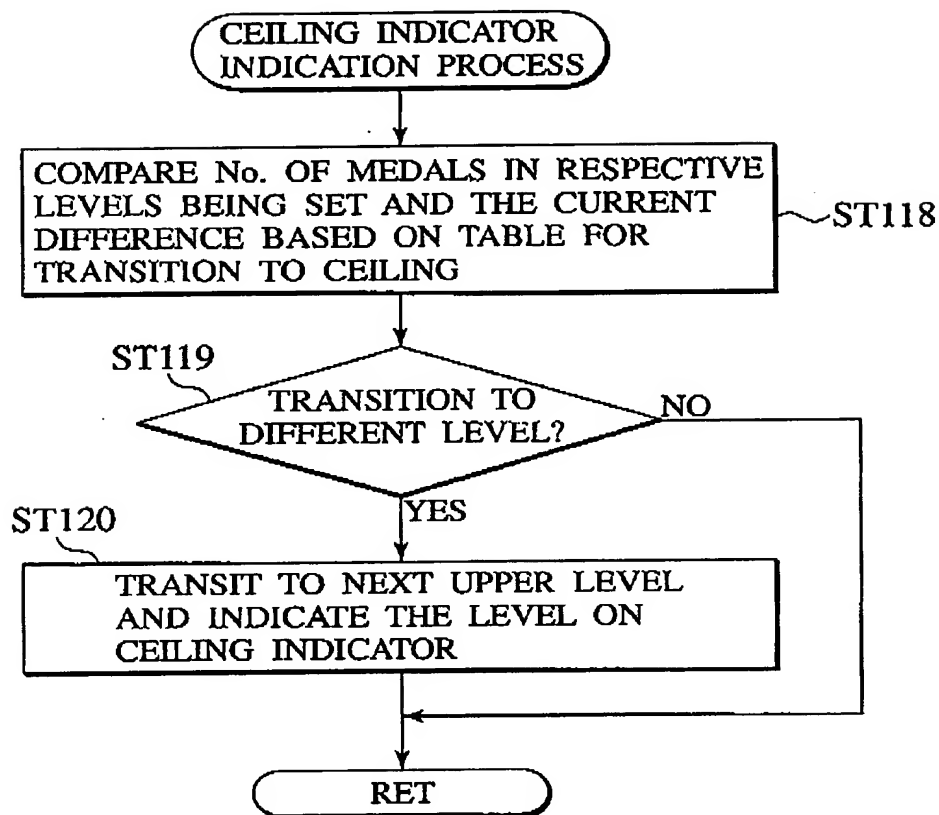 CEILING INDICATOR
INDICATION PROCESS
COMPARE No. OF MEDALS IN RESPECTIVE
LEVELS BEING SET AND THE CURRENT
DIFFERENCE BASED ON TABLE FOR
TRANSITION TO CEILING
ST118
ST119
TRANSITION TO
DIFFERENT LEVEL?
NO
YES
ST120
TRANSIT TO NEXT UPPER LEVEL
AND INDICATE THE LEVEL ON
CEILING INDICATOR
RET